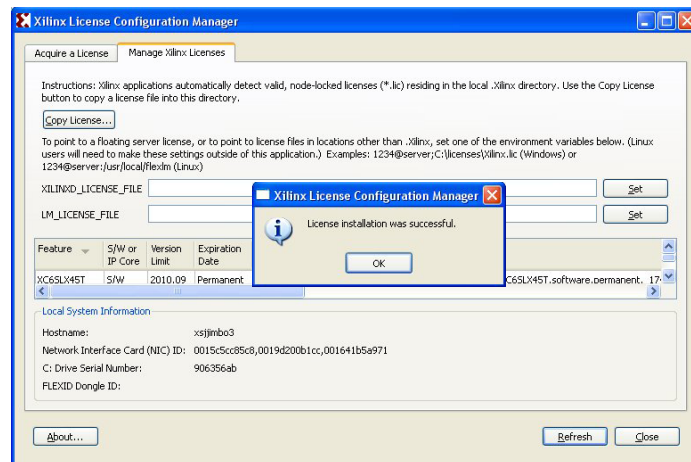 Xilinx License Configuration Manager
Acquire a License
Manage Xilinx Licenses
Instructions: Xilinx applications automatically detect valid, node-locked licenses (*.lic) residing in the local .Xilinx directory. Use the Copy License
button to copy a license file into this directory.
Copy License...
To point to a floating server license, or to point to license files in locations other than .Xilinx, set one of the environment variables below. (Linux
users will need to make these settings outside of this application.) Examples: 1234@server;C:\licenses\Xilinx.lic (Windows) or
1234@server:/usr/local/flexlm (Linux)
XILINXD_LICENSE_FILE
Set
Xilinx License Configuration Manager
License installation was successful.
OK
LM_LICENSE_FILE
Set
Feature S/W or IP Core Version Limit Expiration Date
XC6SLX45T S/W 2010.09 Permanent C6SLX45T.software.permanent. 17
Local System Information
Hostname: xsjjimbo3
Network Interface Card (NIC) ID: 0015c5cc85c8,0019d200b1cc,001641b5a971
C: Drive Serial Number: 906356ab
FLEXID Dongle ID:
About...
Refresh
Close